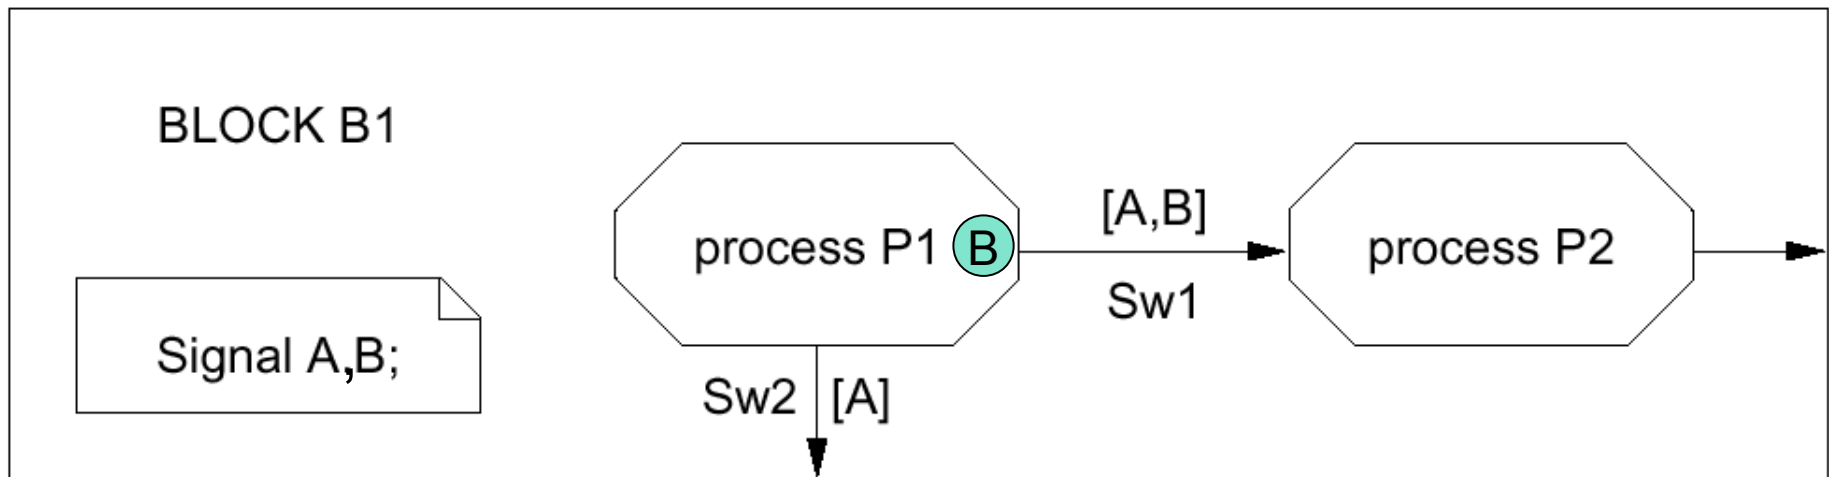 BLOCK B1
[A,B]
process P1
B
process P2
Sw1
Signal A,B;
Sw2
[A]